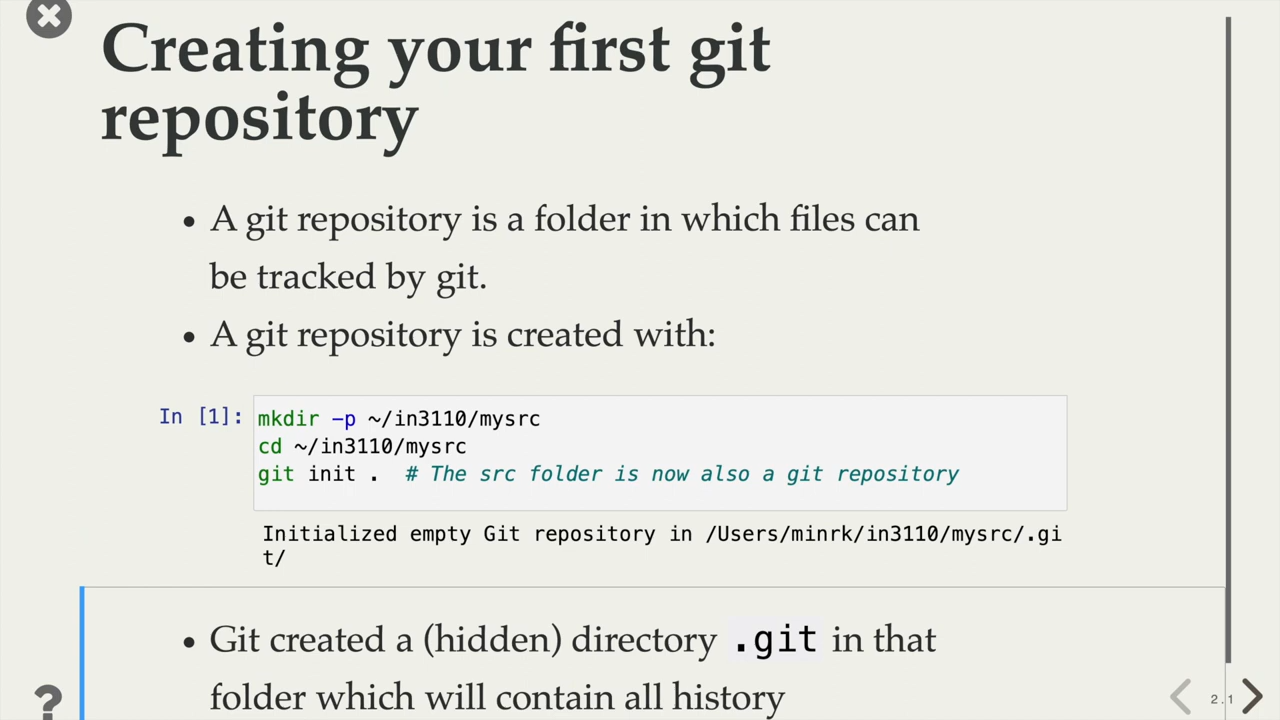 Creating your first git
repository
• A git repository is a folder in which files can
be tracked by git.
• A git repository is created with:
In [1]:
mkdir -p ~/in3110/mysrc
cd ~/in3110/mysrc
git init .  # The src folder is now also a git repository
Initialized empty Git repository in /Users/minrk/in3110/mysrc/.gi
t/
• Git created a (hidden) directory .git in that
folder which will contain all history
?
2.1